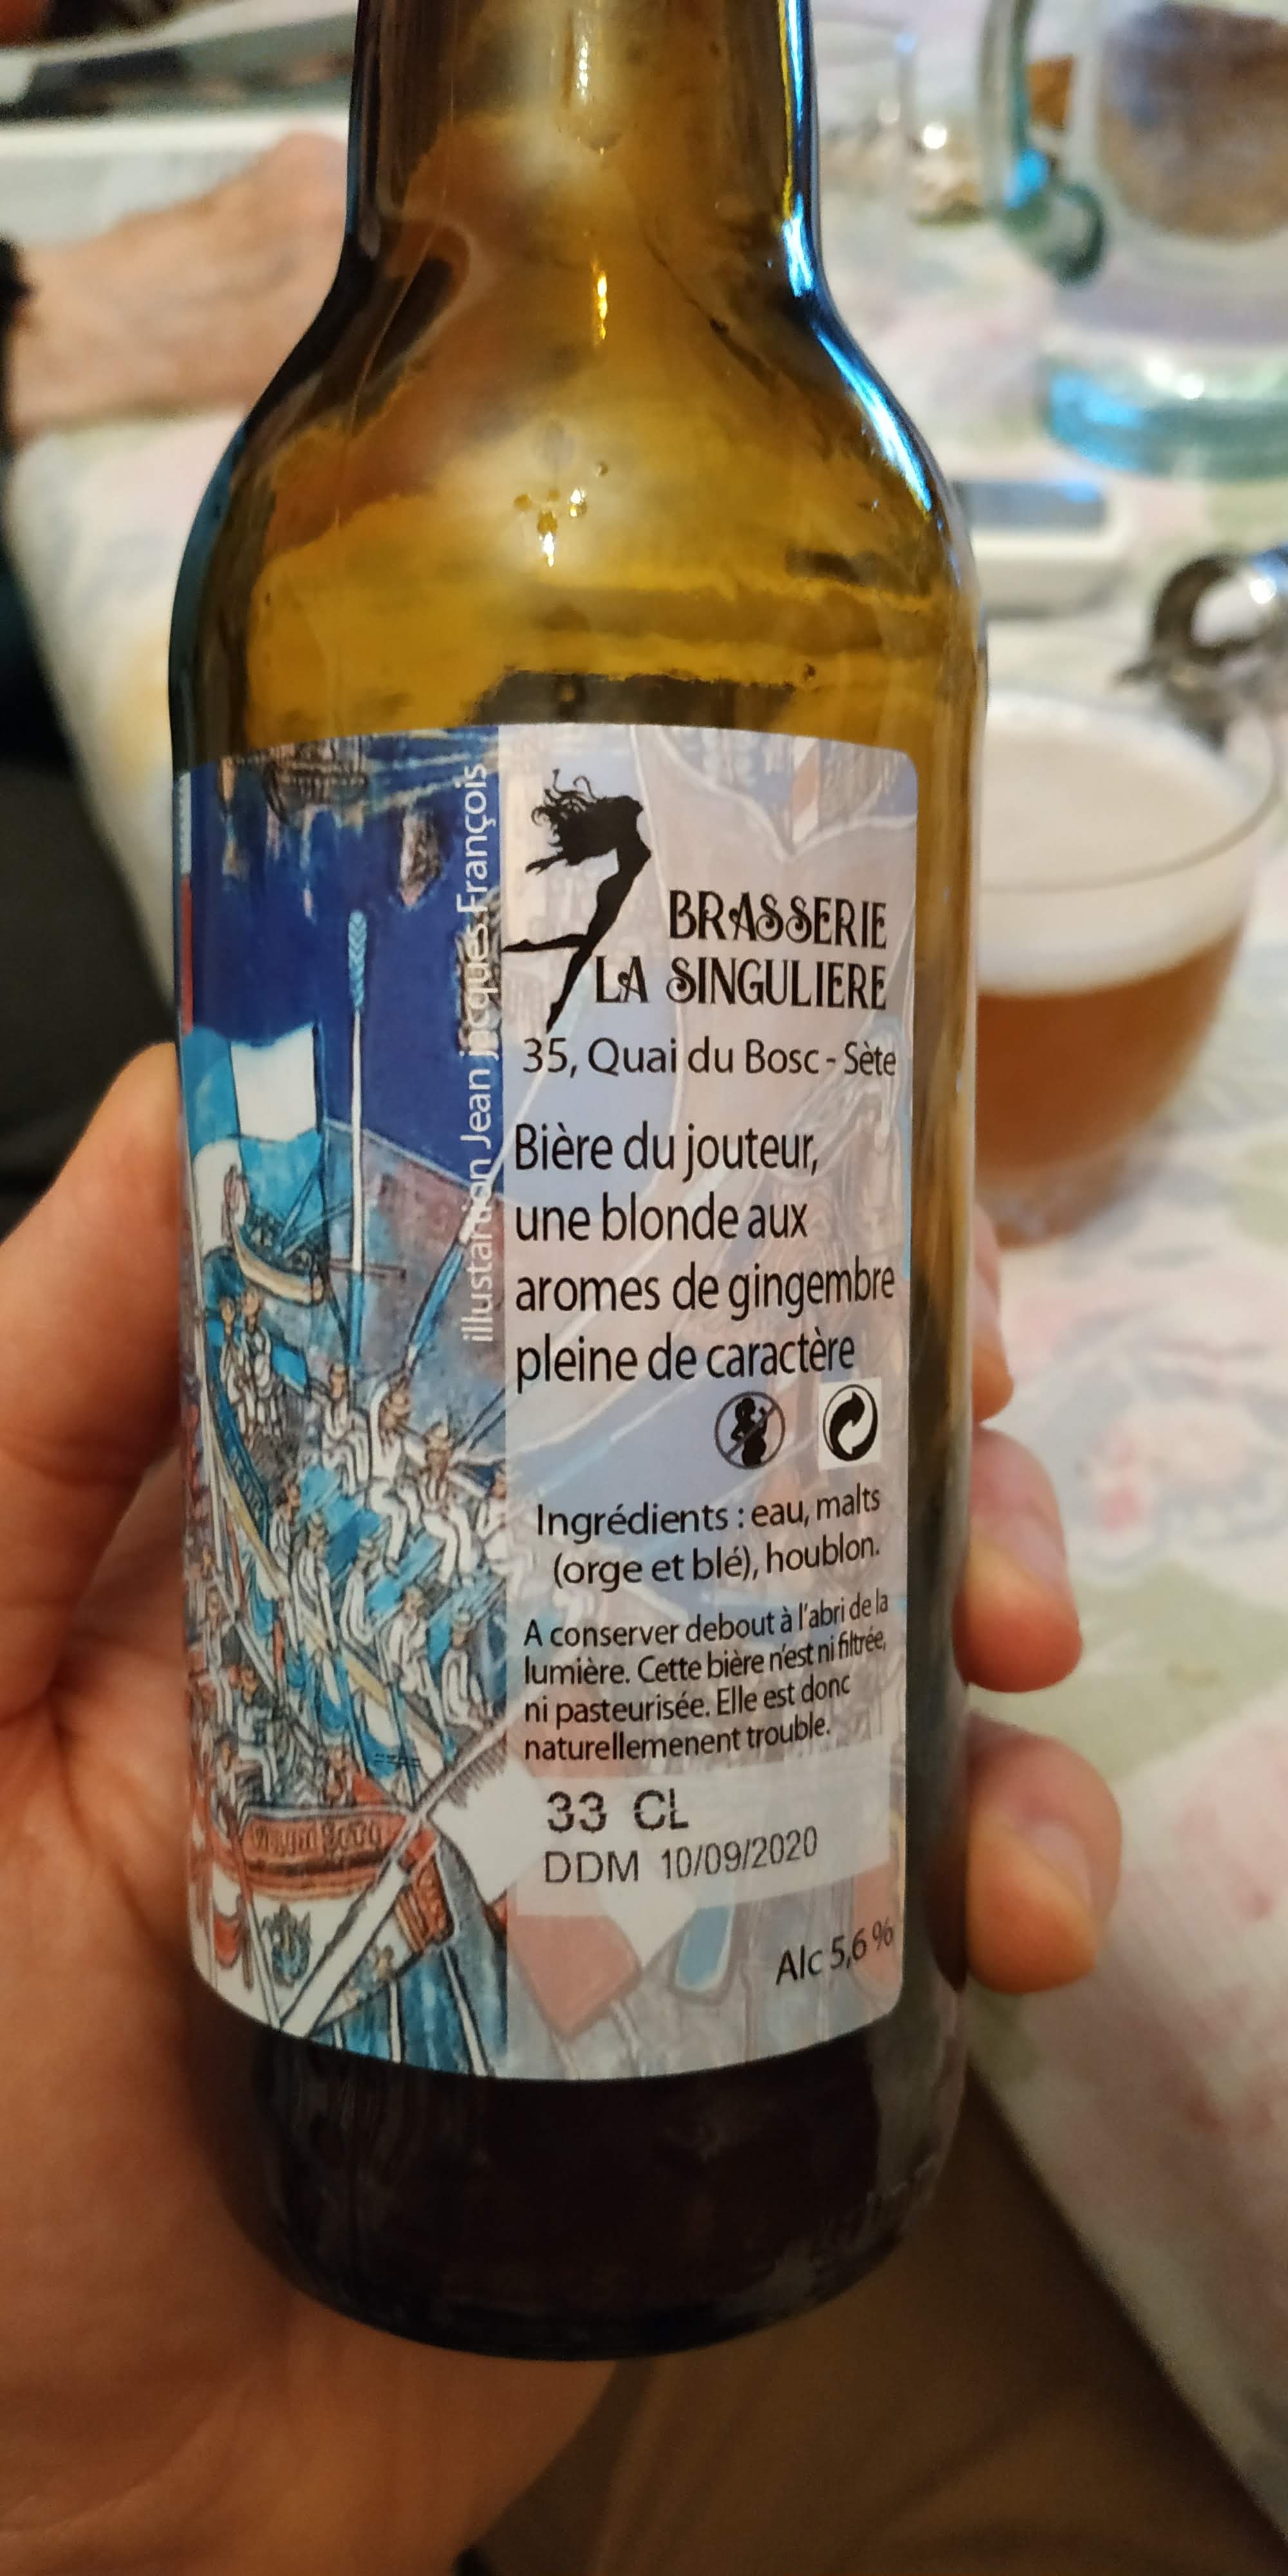 illustartion Jean jacques François
BRASSERIE
LA SINGULIERE
35, Quai du Bosc - Sète
Bière du jouteur,
une blonde aux
aromes de gingembre
pleine de caractère
Ingrédients : eau, malts
(orge et blé), houblon.
A conserver debout à l'abri de la
lumière. Cette bière n'est ni filtrée,
ni pasteurisée. Elle est donc
naturellemenent trouble.
33 CL
DDM 10/09/2020
Alc 5,6 %